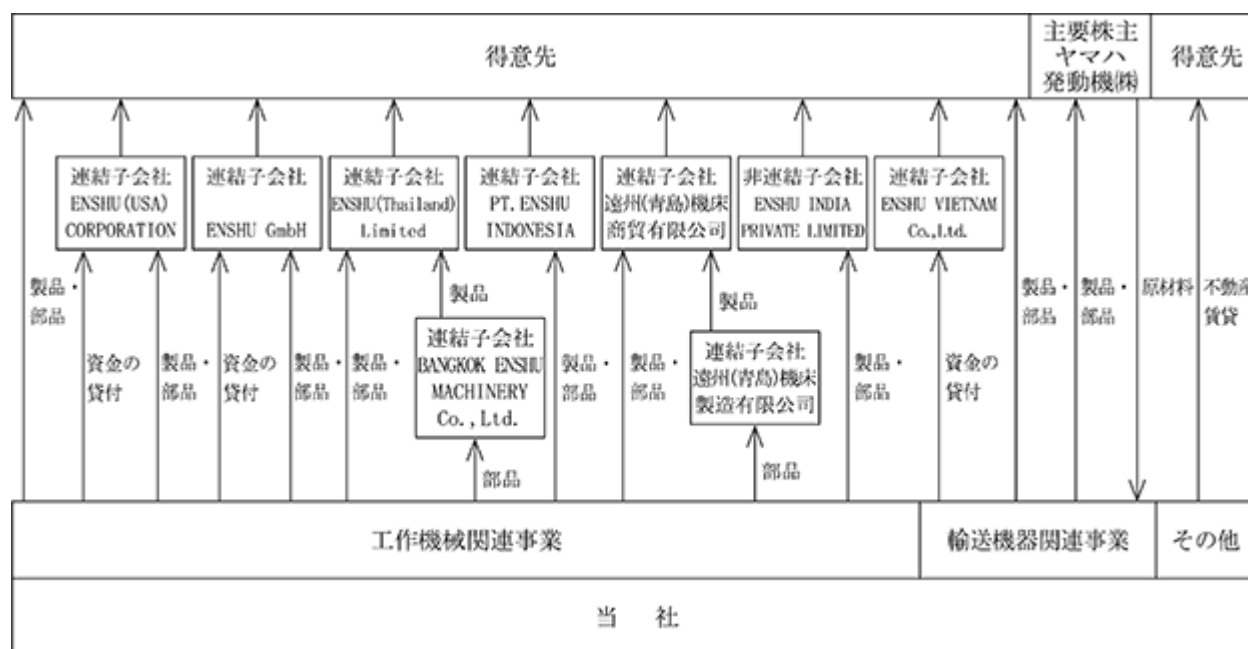 得意先
主要株主
ヤマハ
発動機㈱
得意先
連結子会社
ENSHU(USA)
CORPORATION
連結子会社
ENSHU GmbH
連結子会社
ENSHU(Thailand)
Limited
連結子会社
PT.ENSHU
INDONESIA
連結子会社
遠州(青島)機床
商貿有限公司
非連結子会社
ENSHU INDIA
PRIVATE LIMITED
連結子会社
ENSHU VIETNAM
Co.,Ltd.
製品・
部品
資金の
貸付
製品・
部品
資金の
貸付
製品・
部品
製品・
部品
製品
連結子会社
BANGKOK ENSHU
MACHINERY
Co.,Ltd.
部品
製品・
部品
製品・
部品
製品
連結子会社
遠州(青島)機床
製造有限公司
部品
製品・
部品
資金の
貸付
製品・
部品
製品・
部品
原材料
不動産
賃貸
工作機械関連事業
輸送機器関連事業
その他
当 社